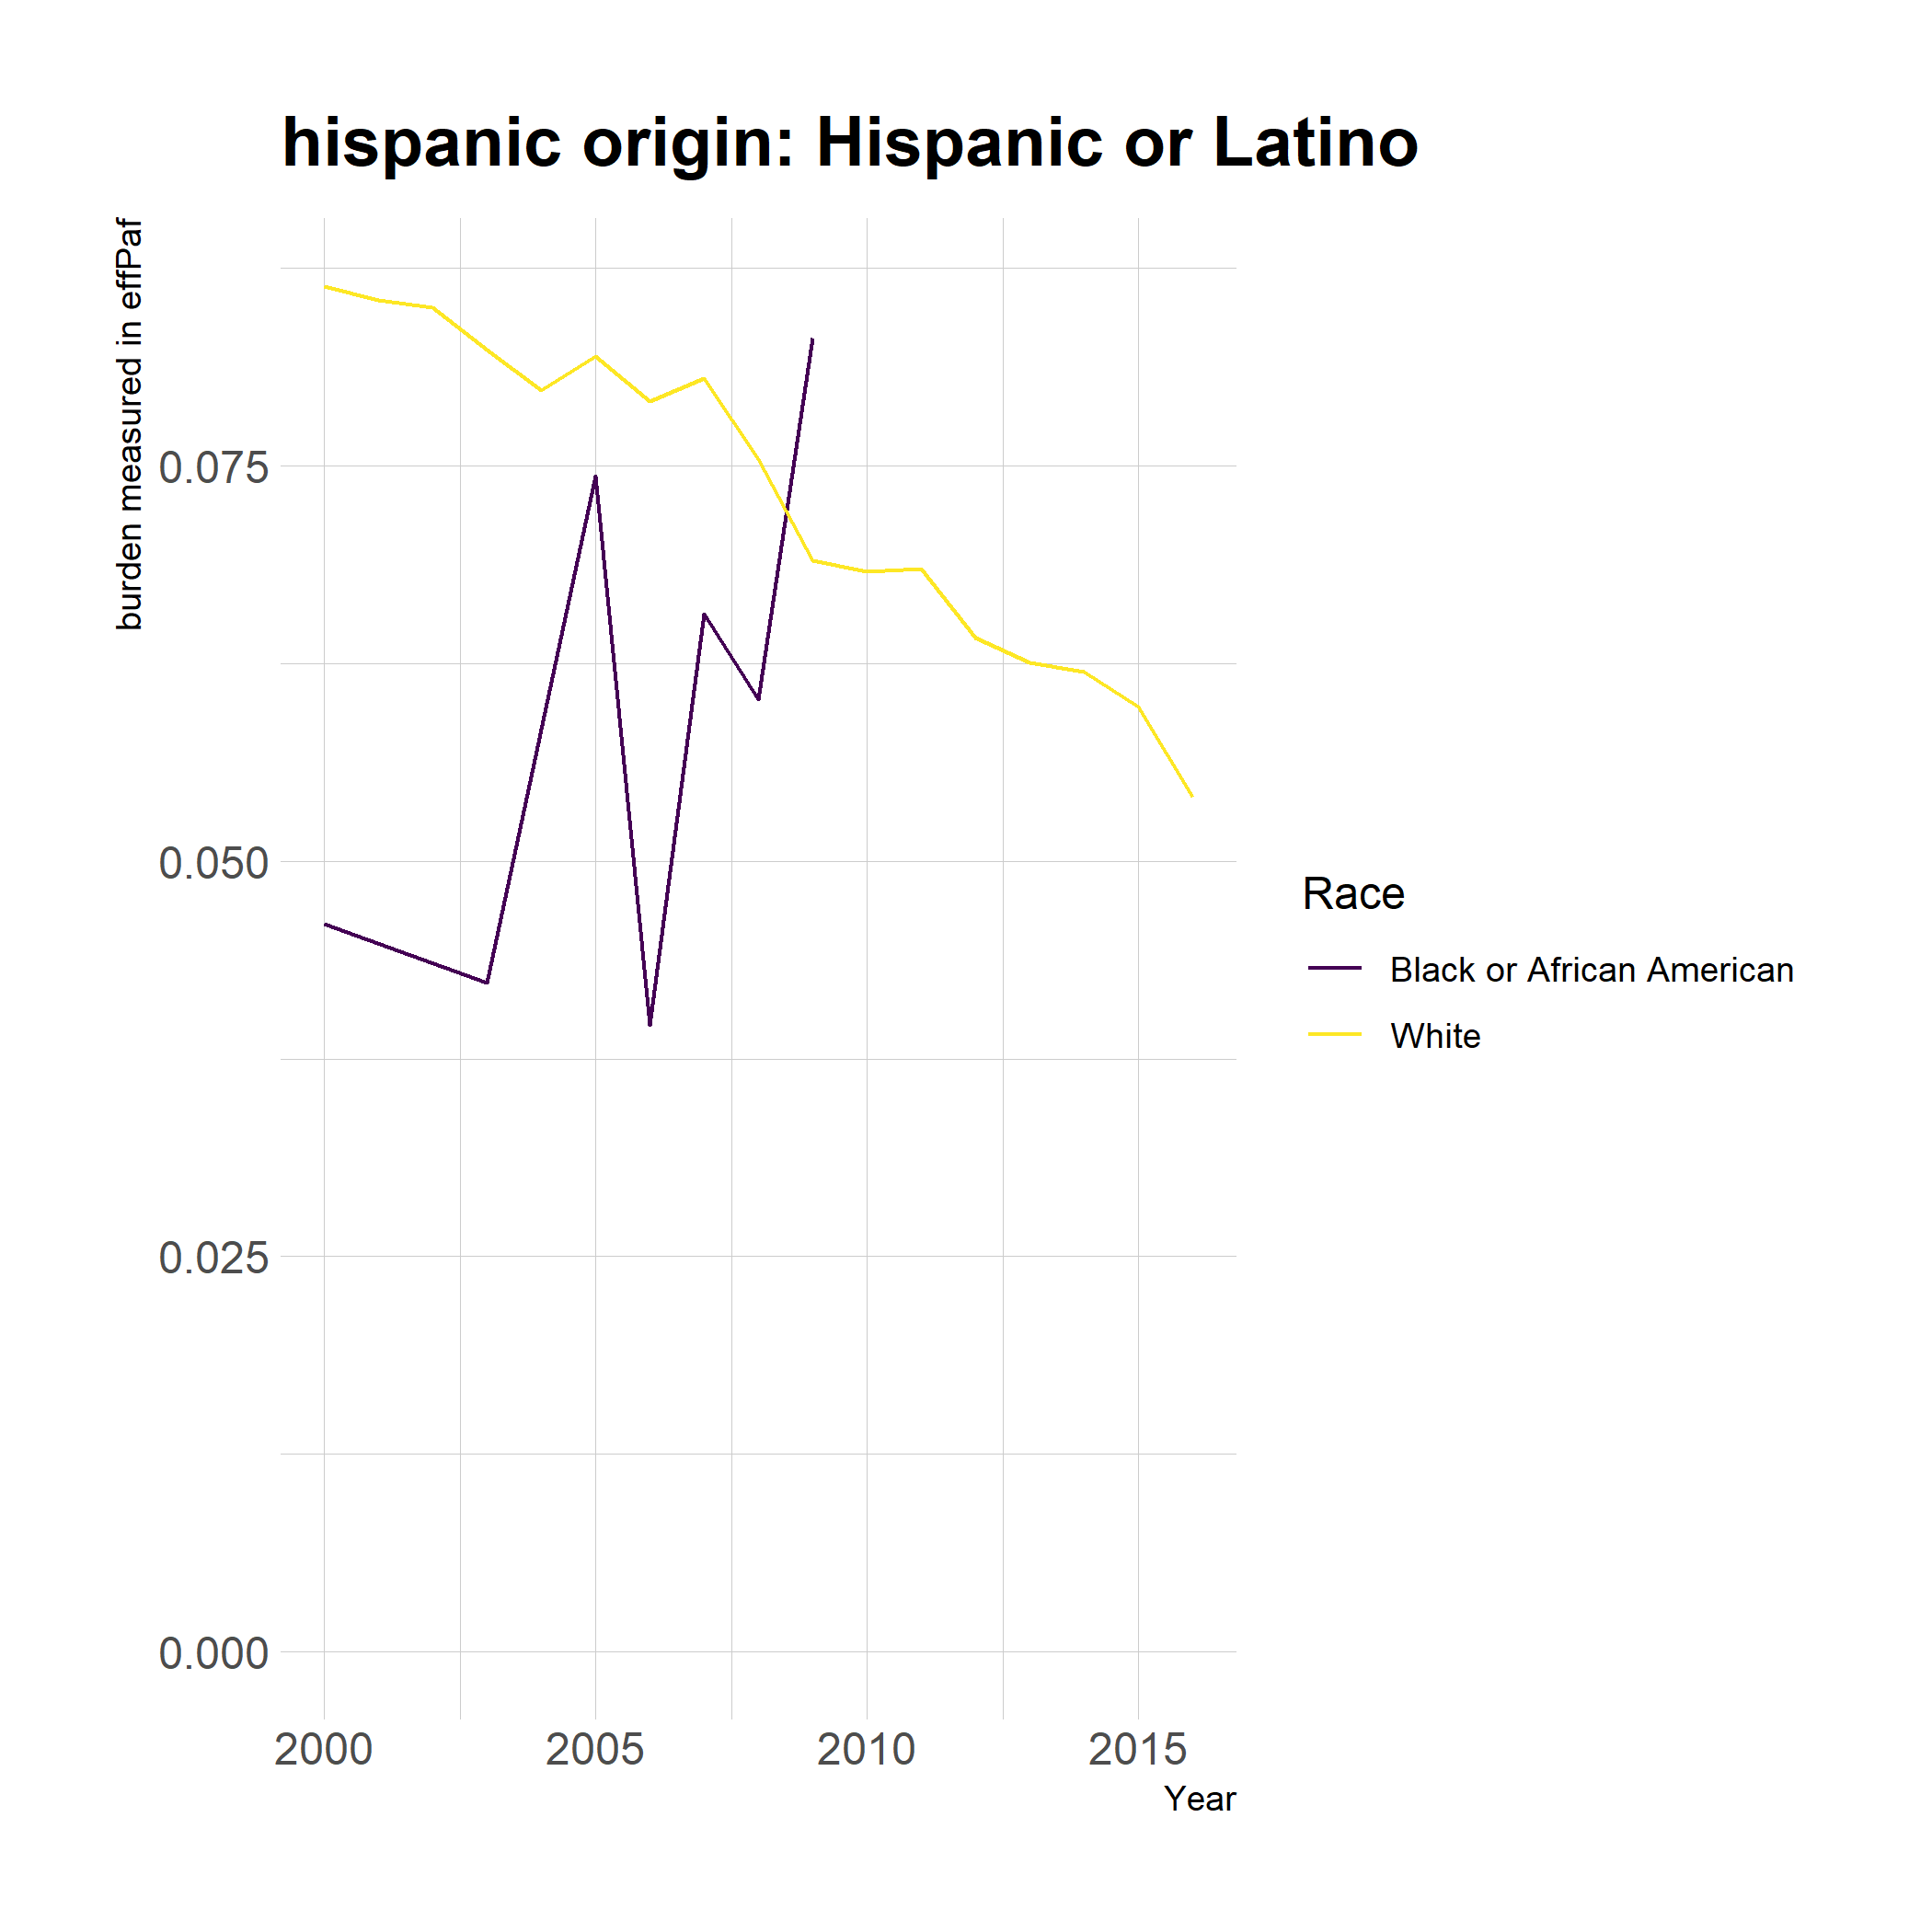 hispanic origin: Hispanic or Latino
burden measured in effPaf
0.075
0.050
0.025
0.000
2000 2005 2010 2015
Year
Race
Black or African American
White